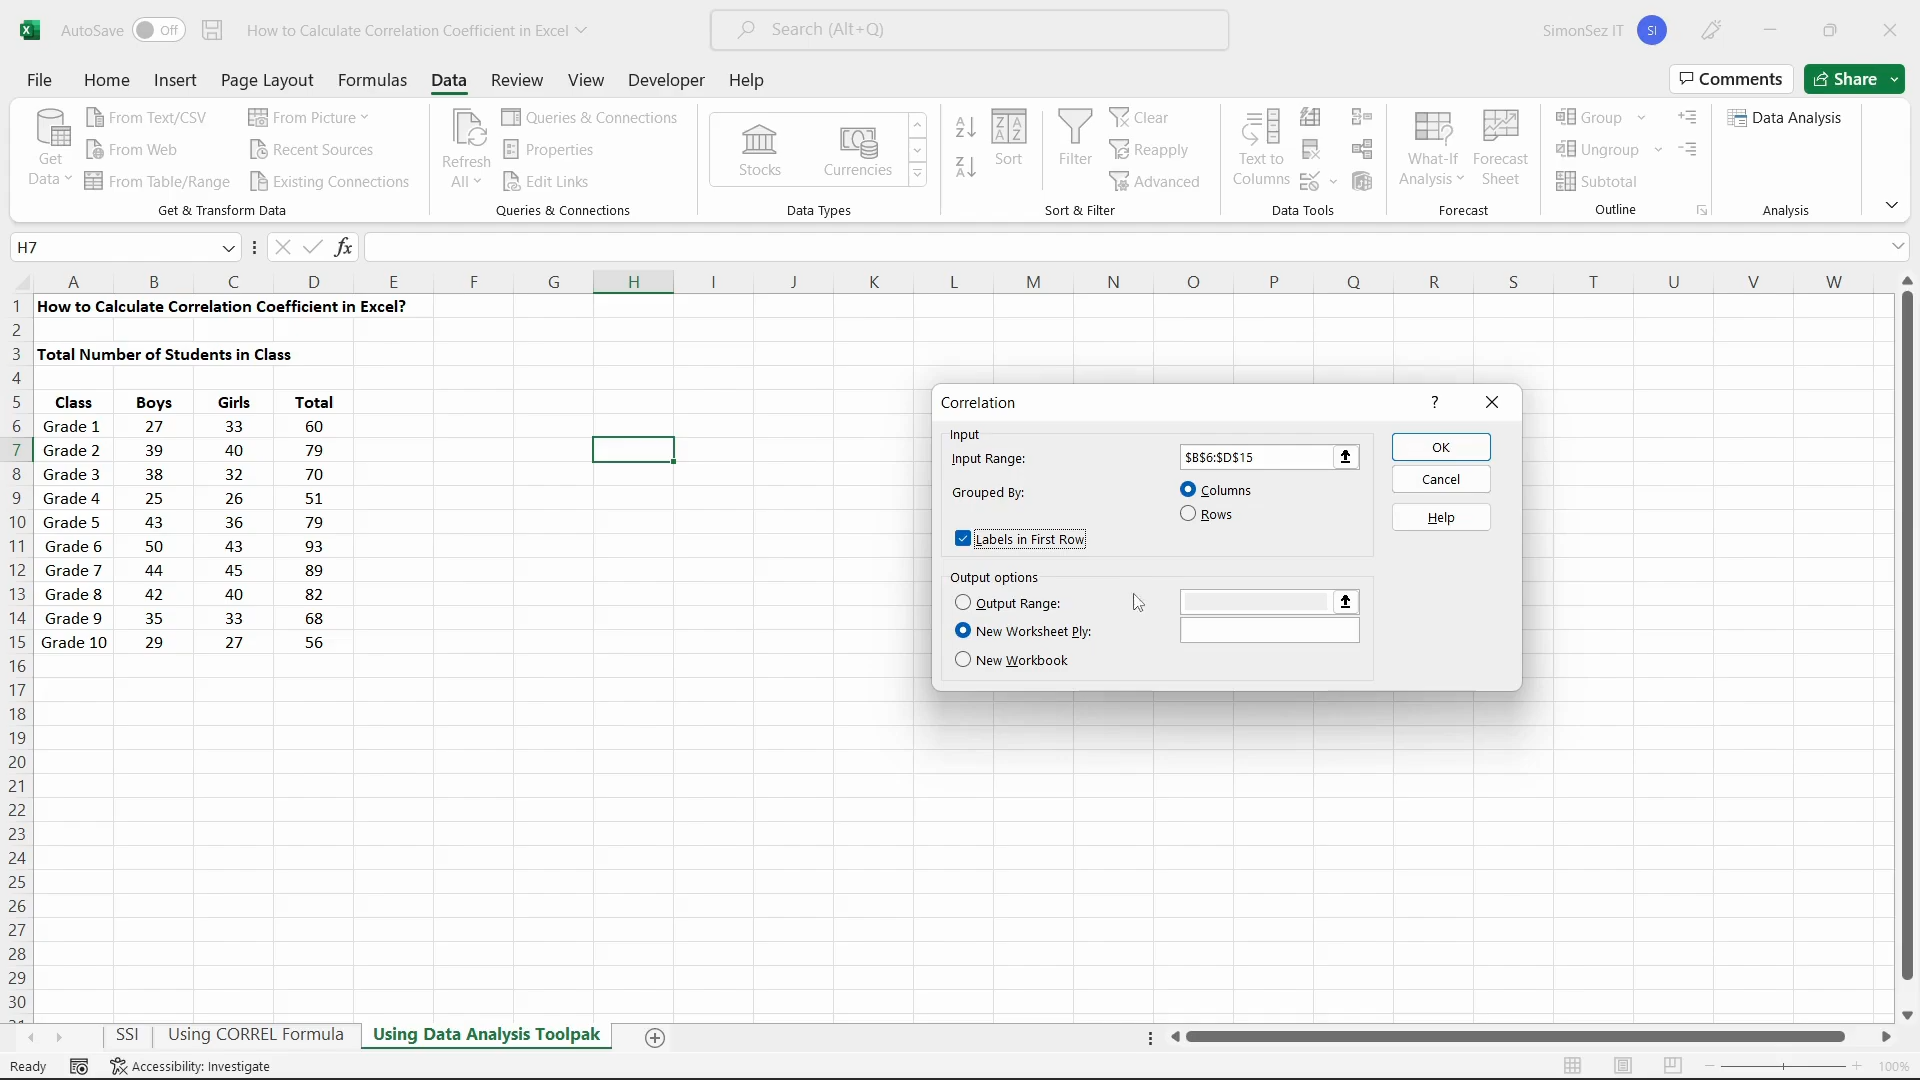 AutoSave Off How to Calculate Correlation Coefficient in Excel Search (Alt+Q) SimonSez IT SI
File Home Insert Page Layout Formulas Data Review View Developer Help Comments Share
Get Data
From Text/CSV
From Web
From Table/Range
From Picture
Recent Sources
Existing Connections
Get & Transform Data
Refresh All
Queries & Connections
Properties
Edit Links
Queries & Connections
Stocks Currencies
Data Types
Sort
Filter
Clear
Reapply
Advanced
Sort & Filter
Text to Columns
Data Tools
What-If Analysis
Forecast Sheet
Forecast
Group
Ungroup
Subtotal
Outline
Data Analysis
Analysis
H7 fx
A B C D E F G H I J K L M N O P Q R S T U V W
1 How to Calculate Correlation Coefficient in Excel?
2
3 Total Number of Students in Class
4
5 Class Boys Girls Total
6 Grade 1 27 33 60
7 Grade 2 39 40 79
8 Grade 3 38 32 70
9 Grade 4 25 26 51
10 Grade 5 43 36 79
11 Grade 6 50 43 93
12 Grade 7 44 45 89
13 Grade 8 42 40 82
14 Grade 9 35 33 68
15 Grade 10 29 27 56
16
17
18
19
20
21
22
23
24
25
26
27
28
29
30
Correlation ?
Input
Input Range: $B$6:$D$15
Grouped By: Columns
Rows
Labels in First Row
Output options
Output Range:
New Worksheet Ply:
New Workbook
OK
Cancel
Help
SSI Using CORREL Formula Using Data Analysis Toolpak
Ready Accessibility: Investigate 100%